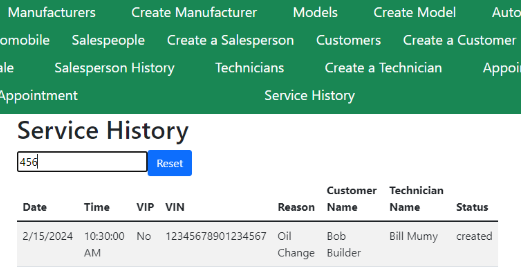 Manufacturers Create Manufacturer Models Create Model Auto
omobile Salespeople Create a Salesperson Customers Create a Customer
ale Salesperson History Technicians Create a Technician Appoi
Appointment Service History
Service History
456 Reset
Date Time VIP VIN Reason Customer Name Technician Name Status
2/15/2024 10:30:00 AM No 12345678901234567 Oil Change Bob Builder Bill Mumy created